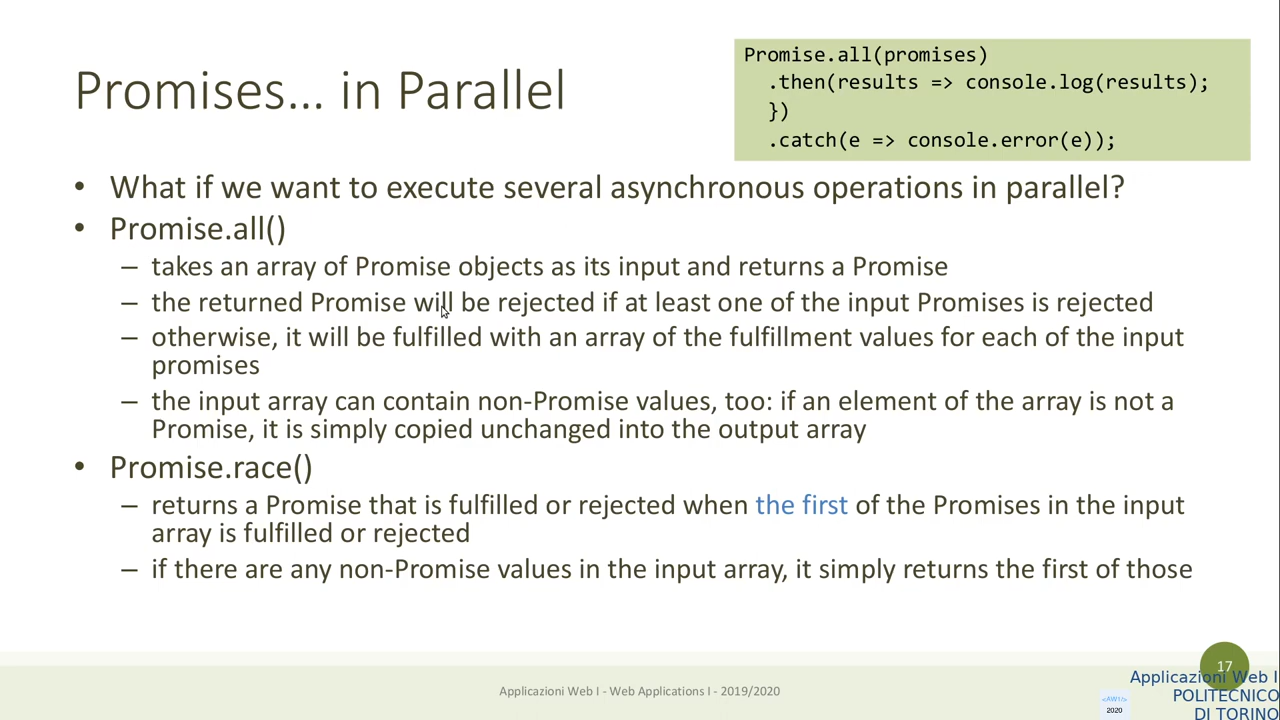 Promises… in Parallel
Promise.all(promises)
.then(results => console.log(results);
})
.catch(e => console.error(e));
• What if we want to execute several asynchronous operations in parallel?
• Promise.all()
– takes an array of Promise objects as its input and returns a Promise
– the returned Promise will be rejected if at least one of the input Promises is rejected
– otherwise, it will be fulfilled with an array of the fulfillment values for each of the input
promises
– the input array can contain non-Promise values, too: if an element of the array is not a
Promise, it is simply copied unchanged into the output array
• Promise.race()
– returns a Promise that is fulfilled or rejected when the first of the Promises in the input
array is fulfilled or rejected
– if there are any non-Promise values in the input array, it simply returns the first of those
17
Applicazioni Web I - Web Applications I - 2019/2020
Applicazioni Web I
POLITECNICO
DI TORINO
<AW1/>
2020